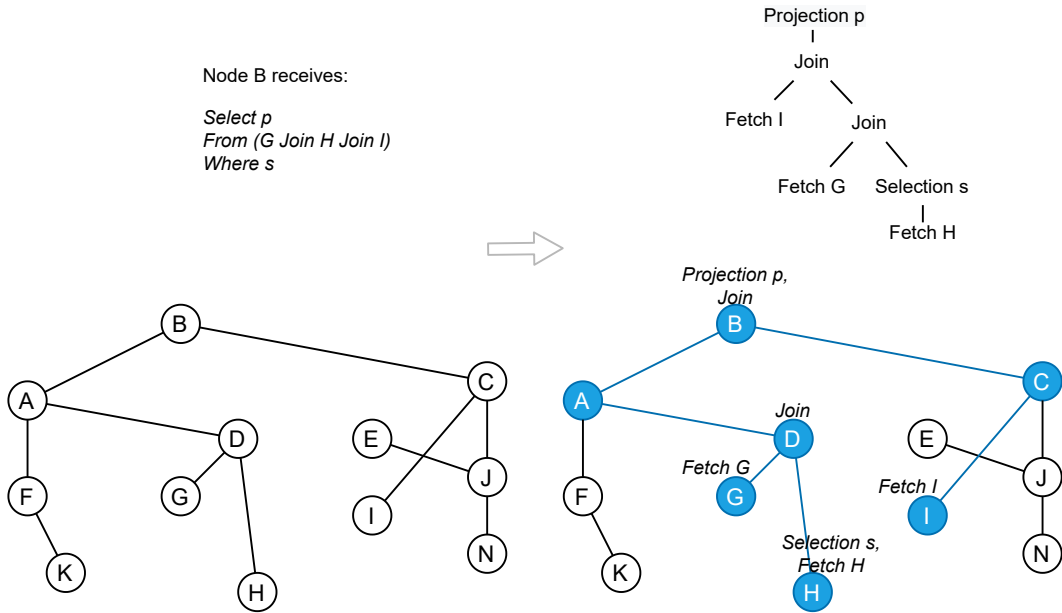 Node B receives:
Select p
From (G Join H Join I)
Where s
Projection p
Join
Fetch I
Join
Fetch G
Selection s
Fetch H
B
A
C
D
E
F
G
I
J
K
H
N
Projection p,
Join
B
A
C
Join
D
E
Fetch G
F
G
Fetch I
I
J
Selection s,
Fetch H
K
H
N